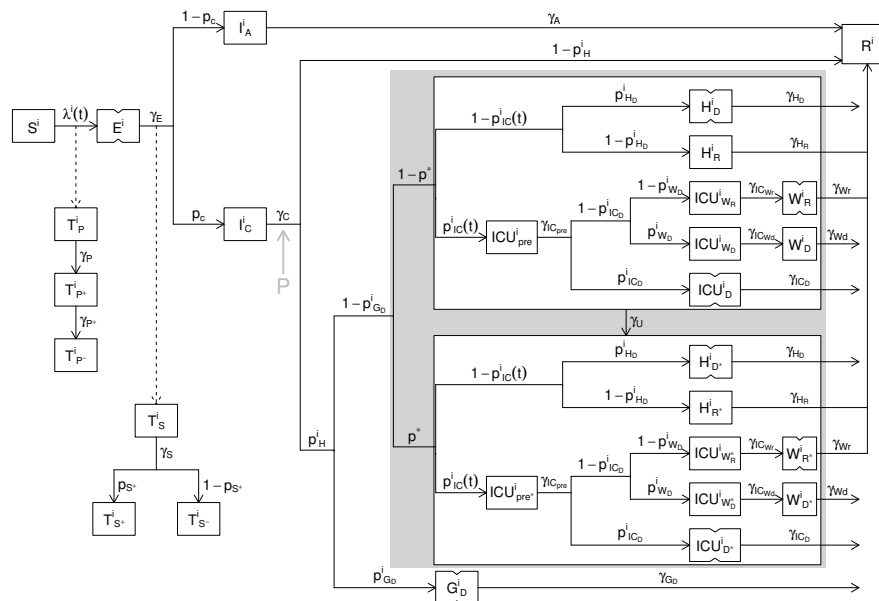 1−p_c
I^i_A
γ_A
R^i
1−p^i_H
S^i
λ^i(t)
E^i
γ_E
p^i_{H_D}
H^i_D
γ_{H_D}
1−p^i_{IC}(t)
1−p^i_{H_D}
H^i_R
γ_{H_R}
1−p^*
1−p^i_{W_D}
ICU^i_{W_R}
γ_{IC_{Wr}}
W^i_R
γ_{Wr}
T^i_P
p_c
I^i_C
γ_C
1−p^i_{IC_D}
p^i_{IC}(t)
ICU^i_{pre}
γ_{IC_{pre}}
p^i_{W_D}
ICU^i_{W_D}
γ_{IC_{Wd}}
W^i_D
γ_{Wd}
γ_P
P
T^i_{P^+}
1−p^i_{G_D}
p^i_{IC_D}
ICU^i_D
γ_{IC_D}
γ_{P^+}
γ_U
T^i_{P^−}
p^i_{H_D}
H^i_{D^*}
γ_{H_D}
1−p^i_{IC}(t)
1−p^i_{H_D}
H^i_{R^*}
γ_{H_R}
T^i_S
p^i_H
p^*
γ_S
1−p^i_{W_D}
ICU^i_{W^*_R}
γ_{IC_{Wr}}
W^i_{R^*}
γ_{Wr}
1−p^i_{IC_D}
p_{S^+}
1−p_{S^+}
p^i_{IC}(t)
ICU^i_{pre^*}
γ_{IC_{pre}}
p^i_{W_D}
ICU^i_{W^*_D}
γ_{IC_{Wd}}
W^i_{D^*}
γ_{Wd}
T^i_{S^+}
T^i_{S^−}
p^i_{IC_D}
ICU^i_{D^*}
γ_{IC_D}
p^i_{G_D}
G^i_D
γ_{G_D}